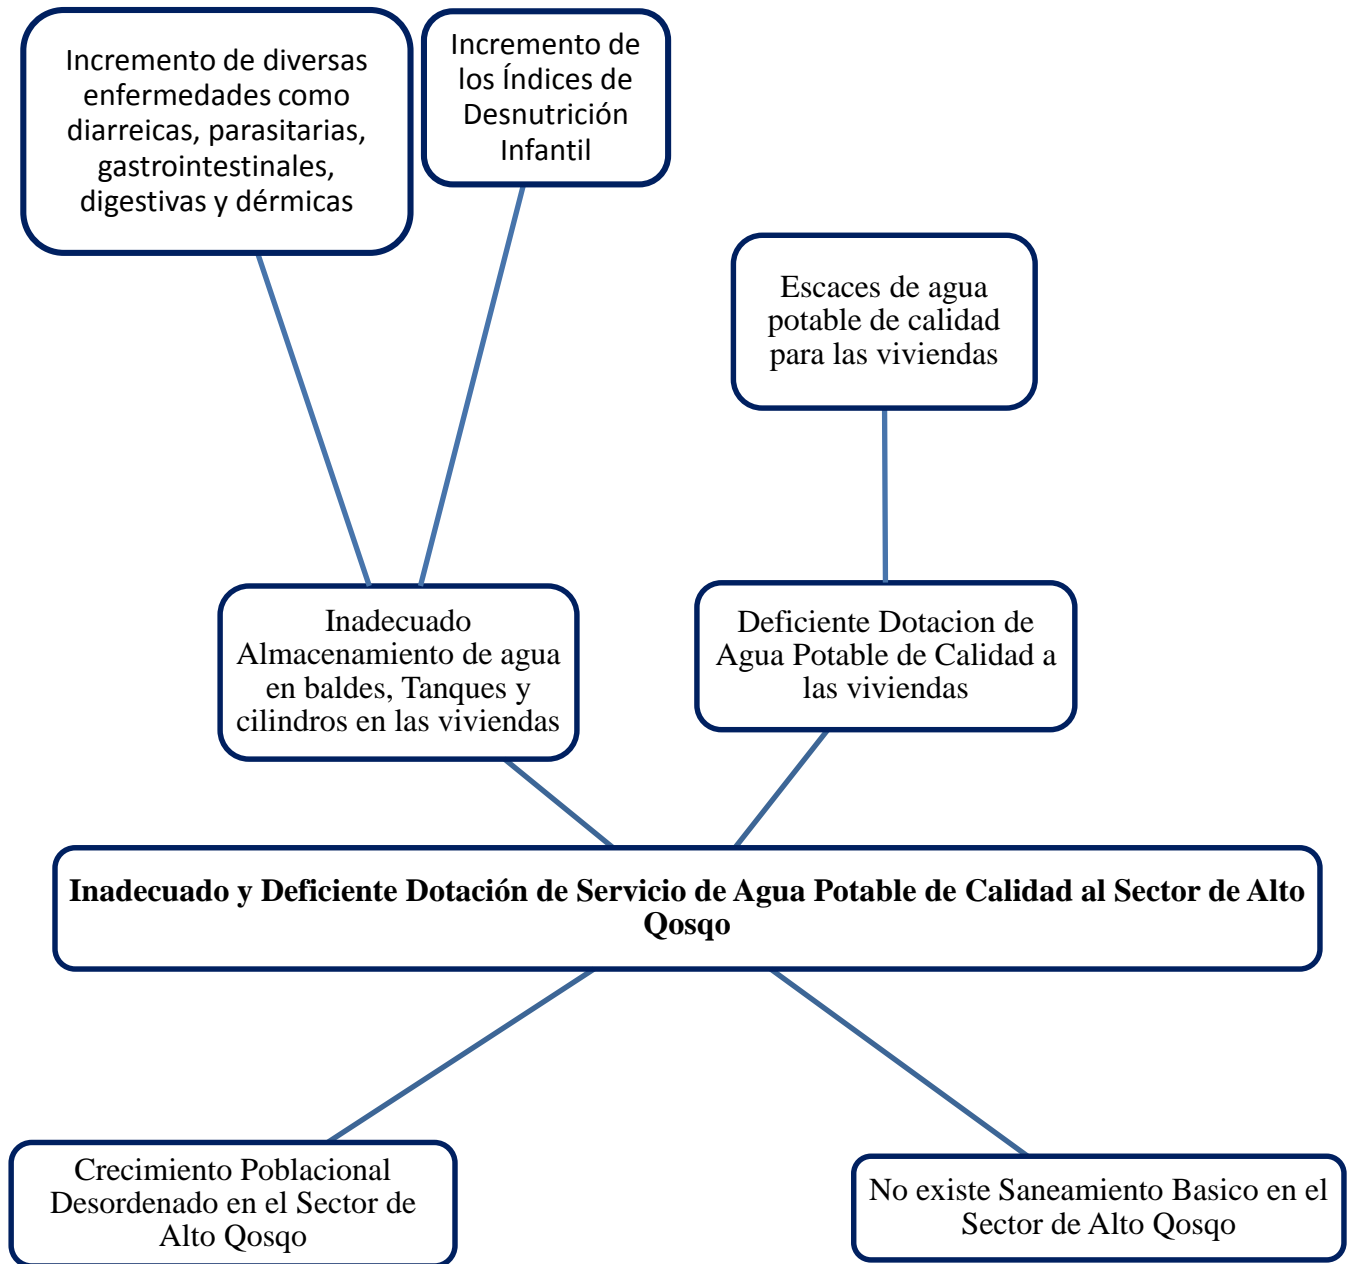 Incremento de diversas
enfermedades como
diarreicas, parasitarias,
gastrointestinales,
digestivas y dérmicas
Incremento de
los Índices de
Desnutrición
Infantil
Escaces de agua
potable de calidad
para las viviendas
Inadecuado
Almacenamiento de agua
en baldes, Tanques y
cilindros en las viviendas
Deficiente Dotacion de
Agua Potable de Calidad a
las viviendas
Inadecuado y Deficiente Dotación de Servicio de Agua Potable de Calidad al Sector de Alto
Qosqo
Crecimiento Poblacional
Desordenado en el Sector de
Alto Qosqo
No existe Saneamiento Basico en el
Sector de Alto Qosqo